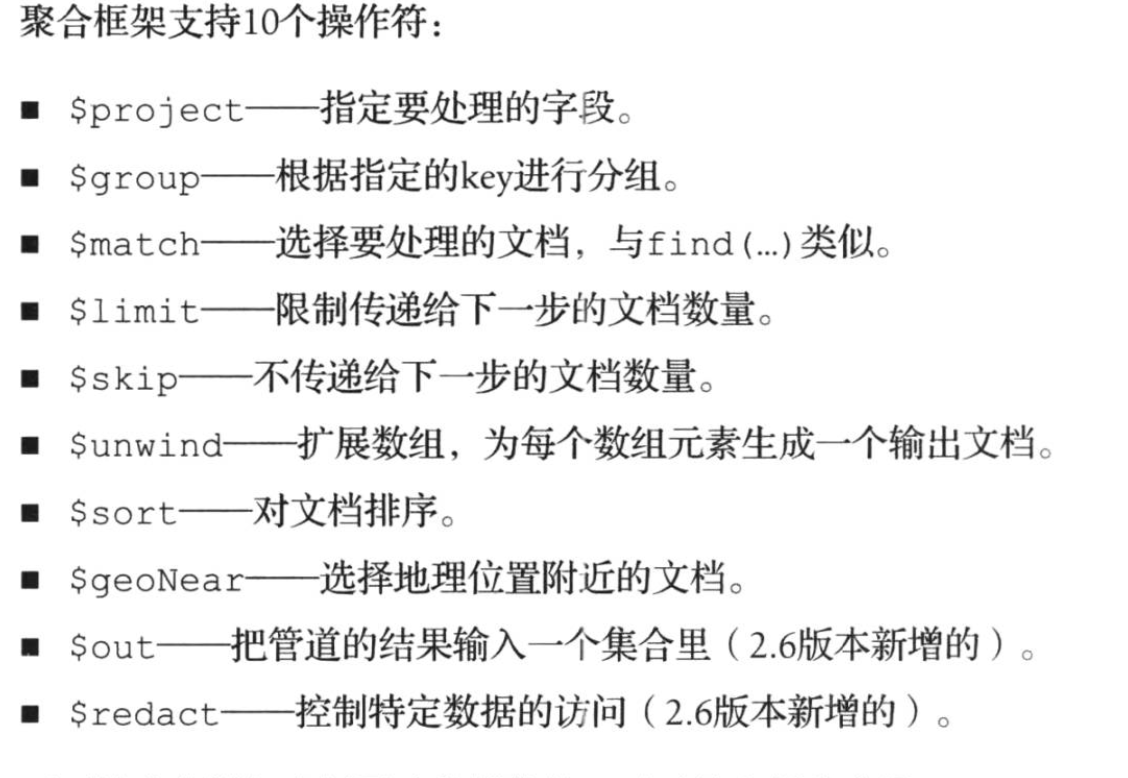 聚合框架支持10个操作符：
■ $project——指定要处理的字段。
■ $group——根据指定的key进行分组。
■ $match——选择要处理的文档，与find(…)类似。
■ $limit——限制传递给下一步的文档数量。
■ $skip——不传递给下一步的文档数量。
■ $unwind——扩展数组，为每个数组元素生成一个输出文档。
■ $sort——对文档排序。
■ $geoNear——选择地理位置附近的文档。
■ $out——把管道的结果输入一个集合里（2.6版本新增的）。
■ $redact——控制特定数据的访问（2.6版本新增的）。